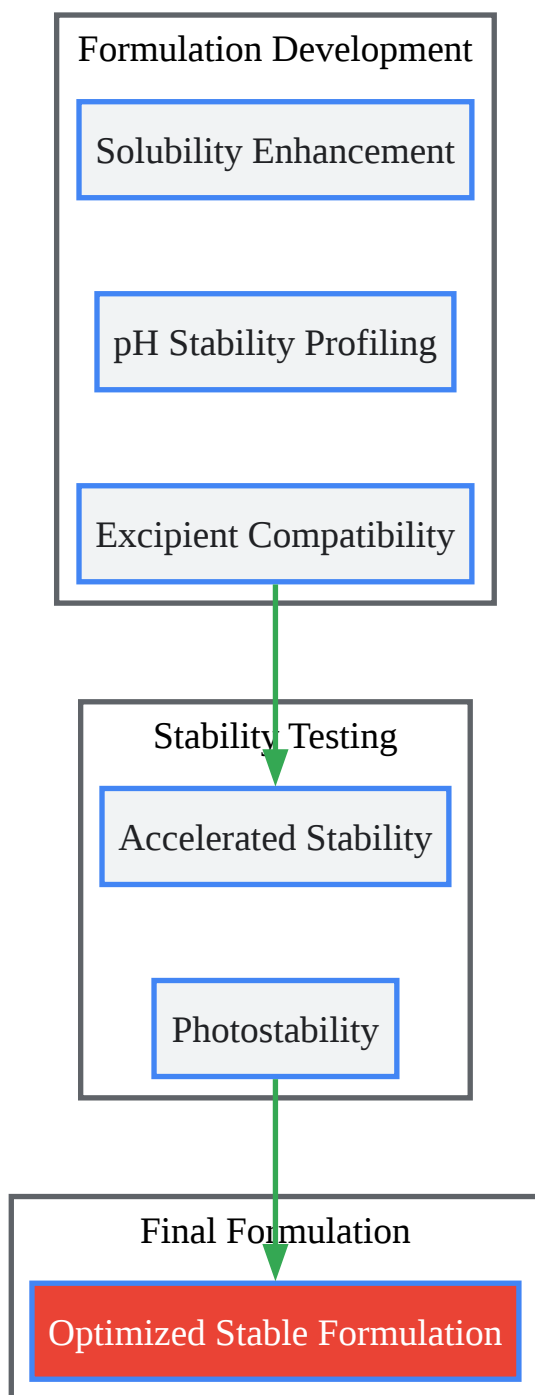 Formulation Development
Solubility Enhancement
pH Stability Profiling
Excipient Compatibility
Stability Testing
Accelerated Stability
Photostability
Final Formulation
Optimized Stable Formulation